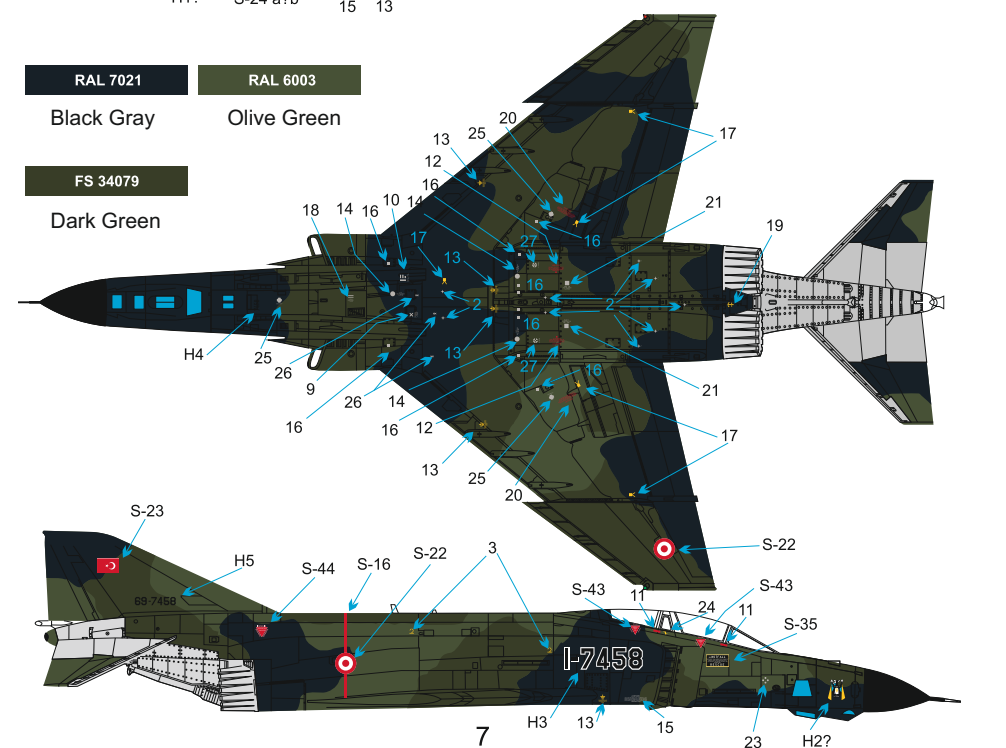 S-24 a?b
15 13
RAL 7021
RAL 6003
Black Gray
Olive Green
FS 34079
Dark Green
20
25
13
12
16
14
17
21
18
14
16
10
17
13
27
16
19
16
2
2
16
13
27
16
H4
25
26
9
16
26
14
16
12
13
25
20
21
17
S-22
S-23
H5
S-44
S-16
S-22
3
S-43
11
24
S-43
11
S-35
69-7458
I-7458
H3
13
15
23
H2?
7